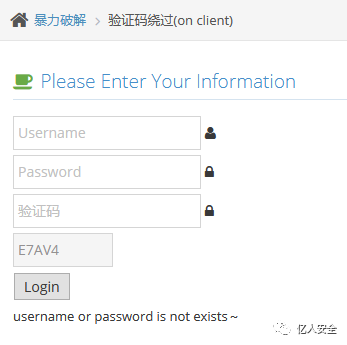 暴力破解 > 验证码绕过(on client)
Please Enter Your Information
Username
Password
验证码
E7AV4
Login
username or password is not exists～
亿人安全